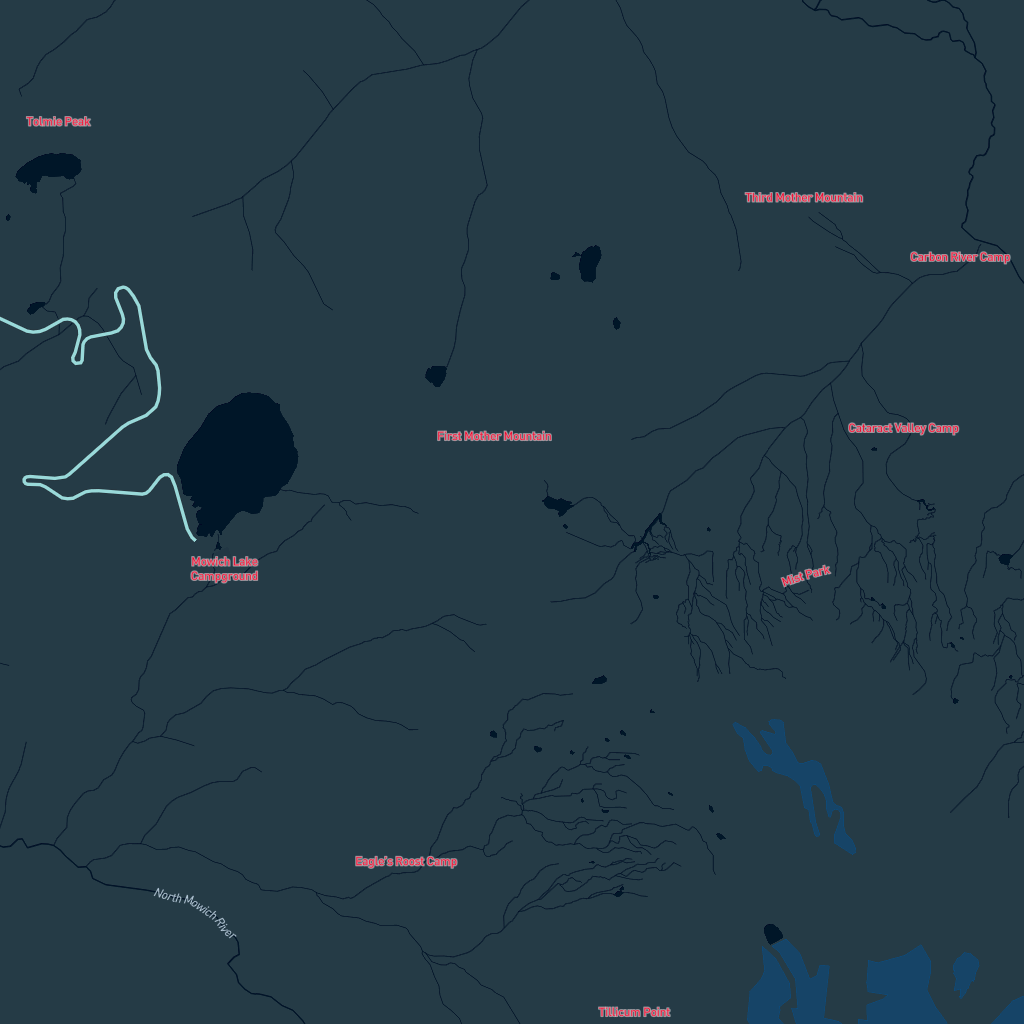 Tolmie Peak
Third Mother Mountain
Carbon River Camp
Cataract Valley Camp
First Mother Mountain
Mowich Lake
Campground
Mist Park
Eagle's Roost Camp
North Mowich River
Tillicum Point